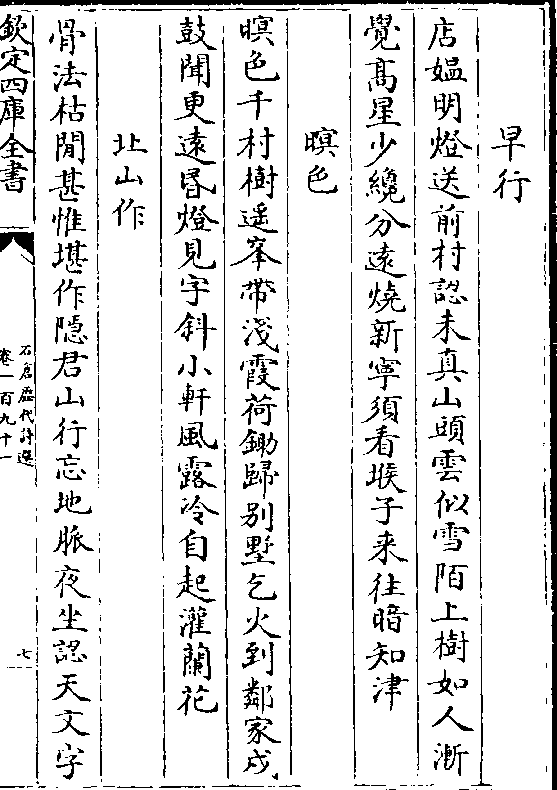 早行
店媪明燈送前村認未真山頭雲似雪陌上樹如人漸
覺髙星少纔分遠燒新寧須看堠子来往暗知津
暝色
暝色千村樹遥峯帶淺霞荷鋤歸别墅乞火到鄰家戍
鼓聞更遠昬燈見字斜小軒風露冷自起灌蘭花
北山作
骨法枯閒甚惟堪作隠君山行忘地脈夜坐認天文字
欽定四庫全書
石倉歴代詩選
卷一百九十一
七